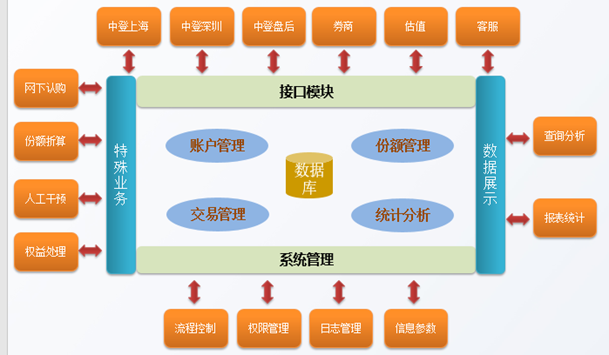 中登上海
中登深圳
中登盘后
券商
估值
客服
网下认购
份额折算
人工干预
权益处理
特殊业务
接口模块
账户管理
份额管理
数据
库
交易管理
统计分析
系统管理
数据展示
查询分析
报表统计
流程控制
权限管理
日志管理
信息参数